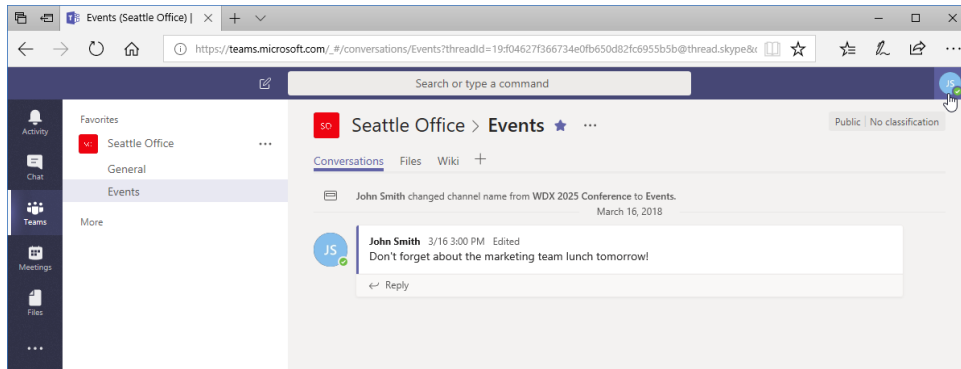 Events (Seattle Office) |
https://teams.microsoft.com/_#/conversations/Events?threadId=19:f04627f366734e0fb650d82fc6955b5b@thread.skype&c
Search or type a command
JS
Activity
Chat
Teams
Meetings
Files
Favorites
SO
Seattle Office
General
Events
More
SO
Seattle Office > Events
Public | No classification
Conversations Files Wiki
John Smith changed channel name from WDX 2025 Conference to Events.
March 16, 2018
JS
John Smith 3/16 3:00 PM Edited
Don't forget about the marketing team lunch tomorrow!
Reply